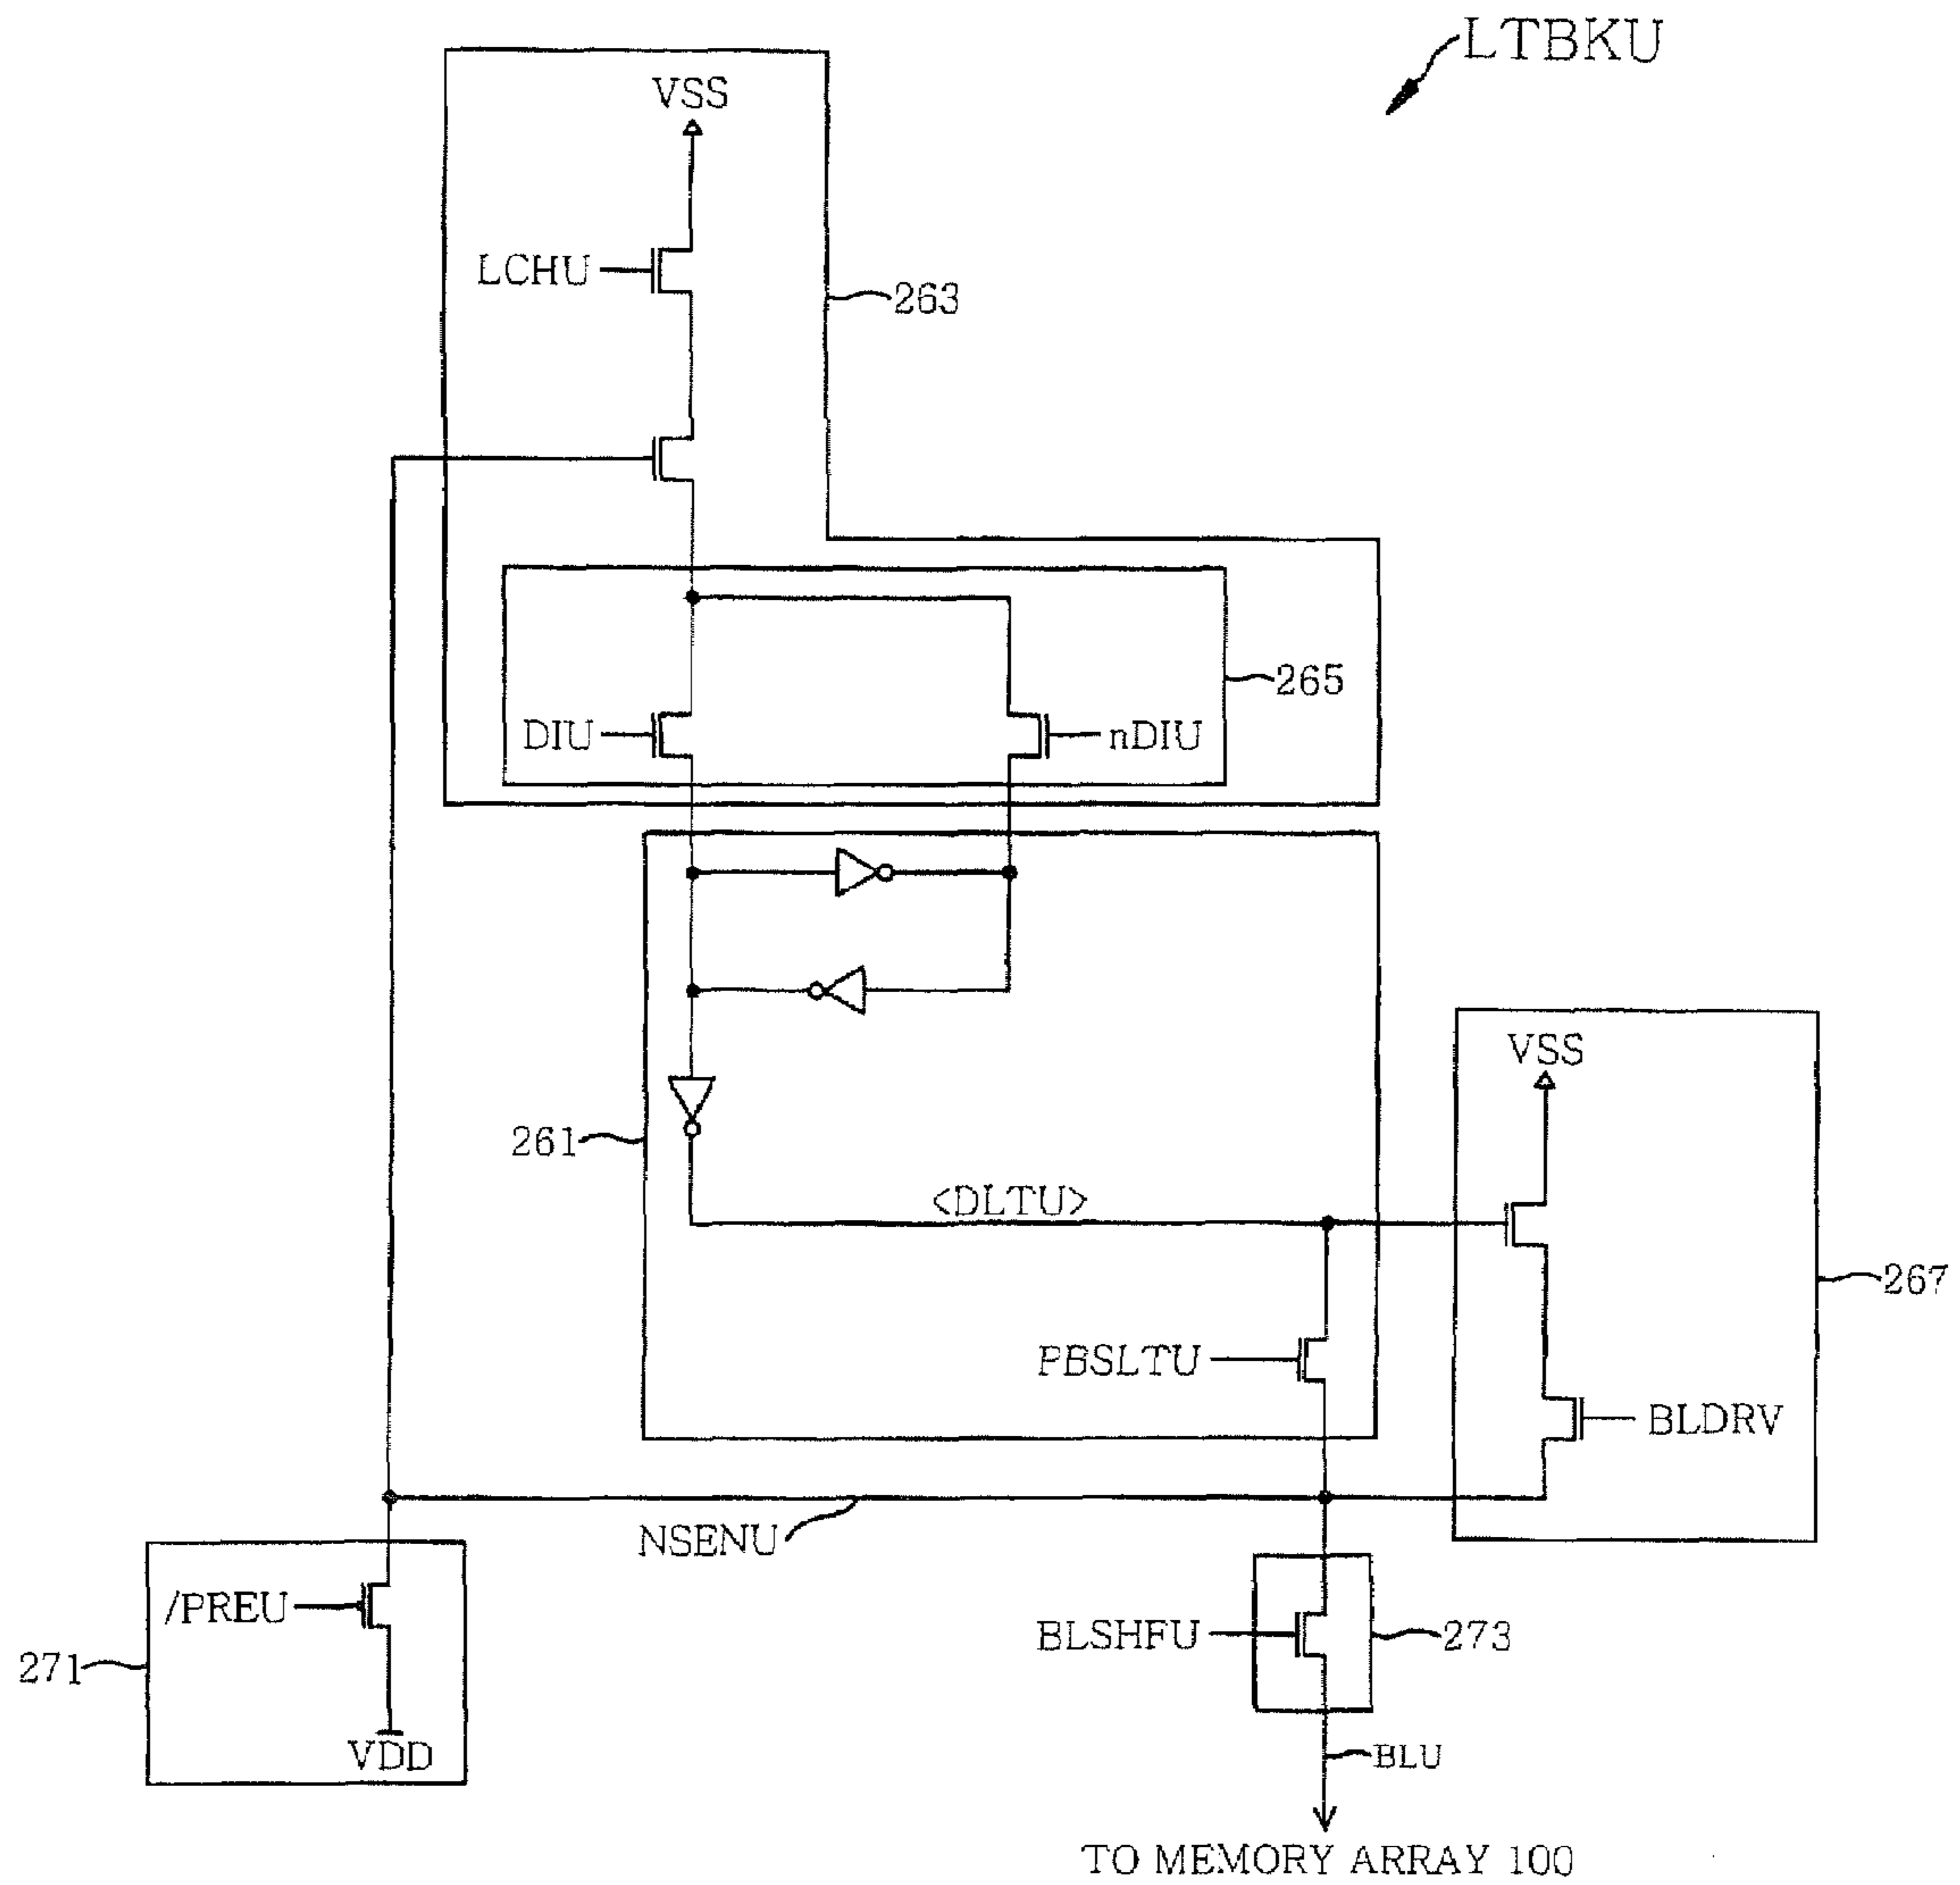 LTBKU
VSS
LCHU
263
265
DIU
nDIU
VSS
261
<DLTU>
267
PBSLTU
BLDRV
NSENU
/PREU
BLSHFU
273
271
VDD
BLU
TO MEMORY ARRAY 100